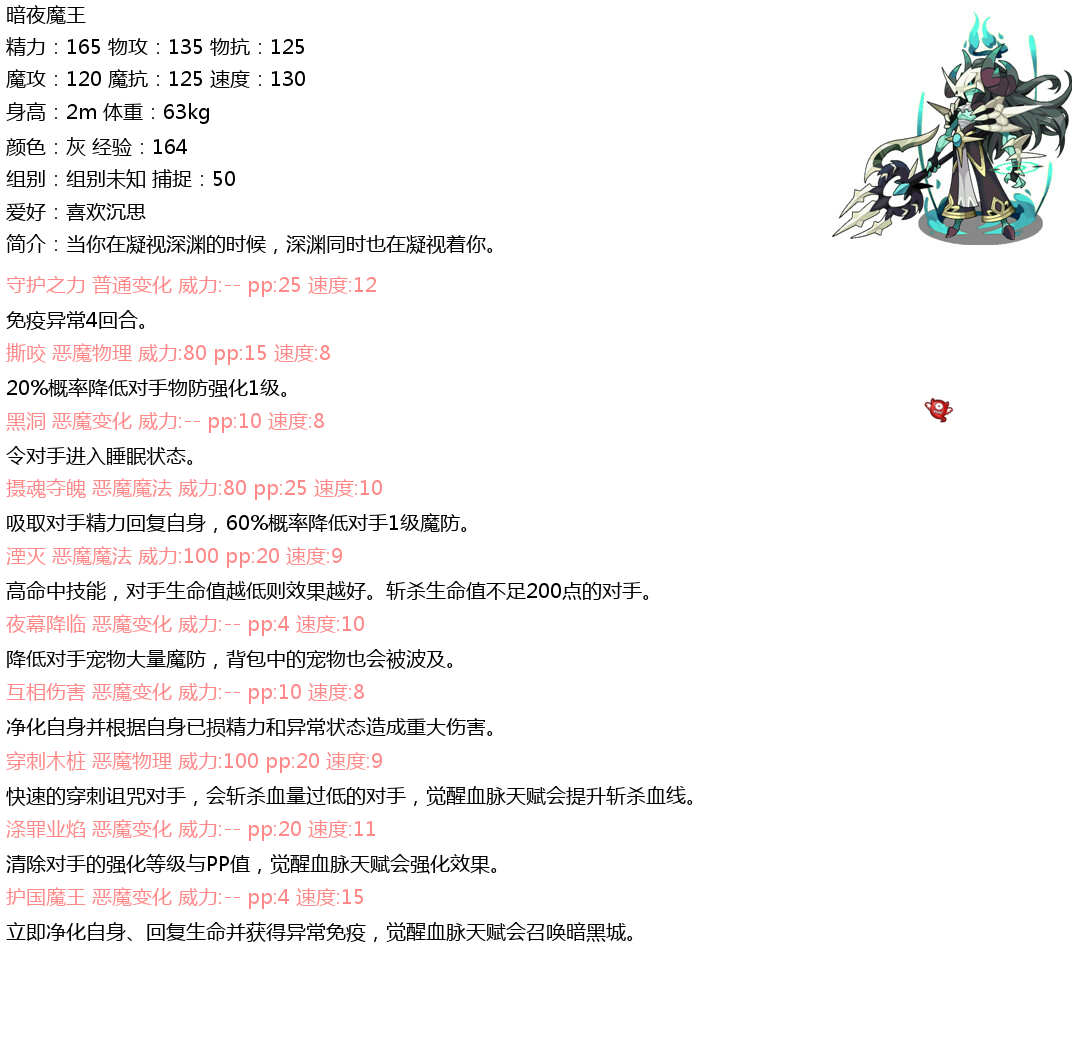 暗夜魔王
精力：165 物攻：135 物抗：125
魔攻：120 魔抗：125 速度：130
身高：2m 体重：63kg
颜色：灰 经验：164
组别：组别未知 捕捉：50
爱好：喜欢沉思
简介：当你在凝视深渊的时候，深渊同时也在凝视着你。
守护之力 普通变化 威力:-- pp:25 速度:12
免疫异常4回合。
撕咬 恶魔物理 威力:80 pp:15 速度:8
20%概率降低对手物防强化1级。
黑洞 恶魔变化 威力:-- pp:10 速度:8
令对手进入睡眠状态。
摄魂夺魄 恶魔魔法 威力:80 pp:25 速度:10
吸取对手精力回复自身，60%概率降低对手1级魔防。
湮灭 恶魔魔法 威力:100 pp:20 速度:9
高命中技能，对手生命值越低则效果越好。斩杀生命值不足200点的对手。
夜幕降临 恶魔变化 威力:-- pp:4 速度:10
降低对手宠物大量魔防，背包中的宠物也会被波及。
互相伤害 恶魔变化 威力:-- pp:10 速度:8
净化自身并根据自身已损精力和异常状态造成重大伤害。
穿刺木桩 恶魔物理 威力:100 pp:20 速度:9
快速的穿刺诅咒对手，会斩杀血量过低的对手，觉醒血脉天赋会提升斩杀血线。
涤罪业焰 恶魔变化 威力:-- pp:20 速度:11
清除对手的强化等级与PP值，觉醒血脉天赋会强化效果。
护国魔王 恶魔变化 威力:-- pp:4 速度:15
立即净化自身、回复生命并获得异常免疫，觉醒血脉天赋会召唤暗黑城。